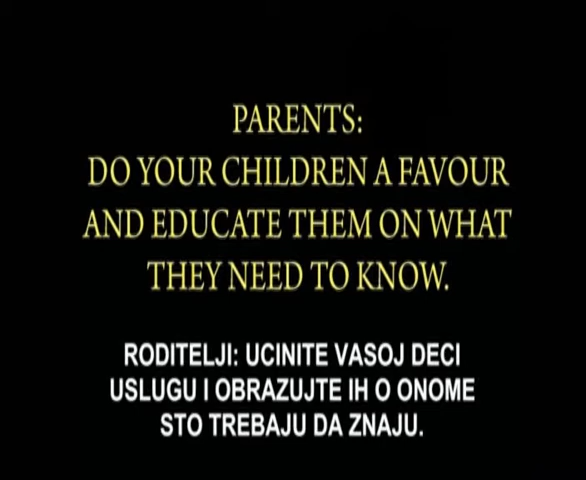 PARENTS:
DO YOUR CHILDREN A FAVOUR
AND EDUCATE THEM ON WHAT
THEY NEED TO KNOW.
RODITELJI: UCINITE VASOJ DECI
USLUGU I OBRAZUJTE IH O ONOME
STO TREBAJU DA ZNAJU.